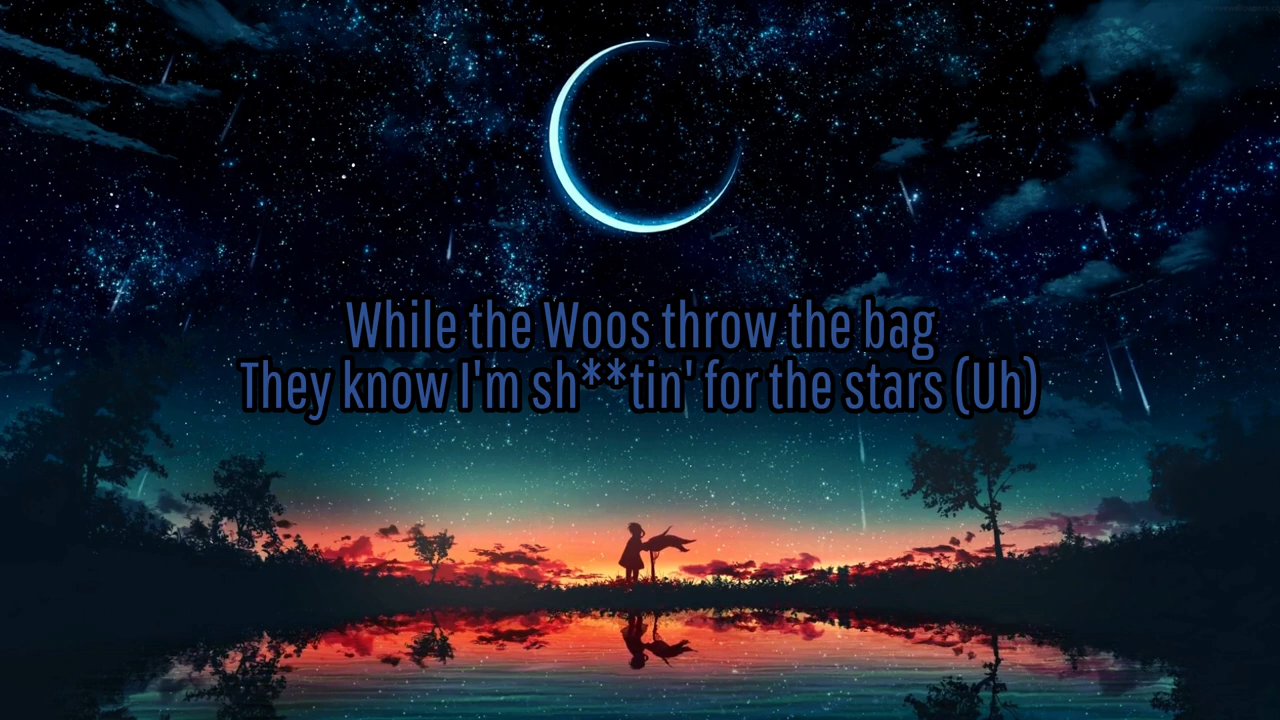 While the Woos throw the bag
They know I'm sh**tin' for the stars (Uh)